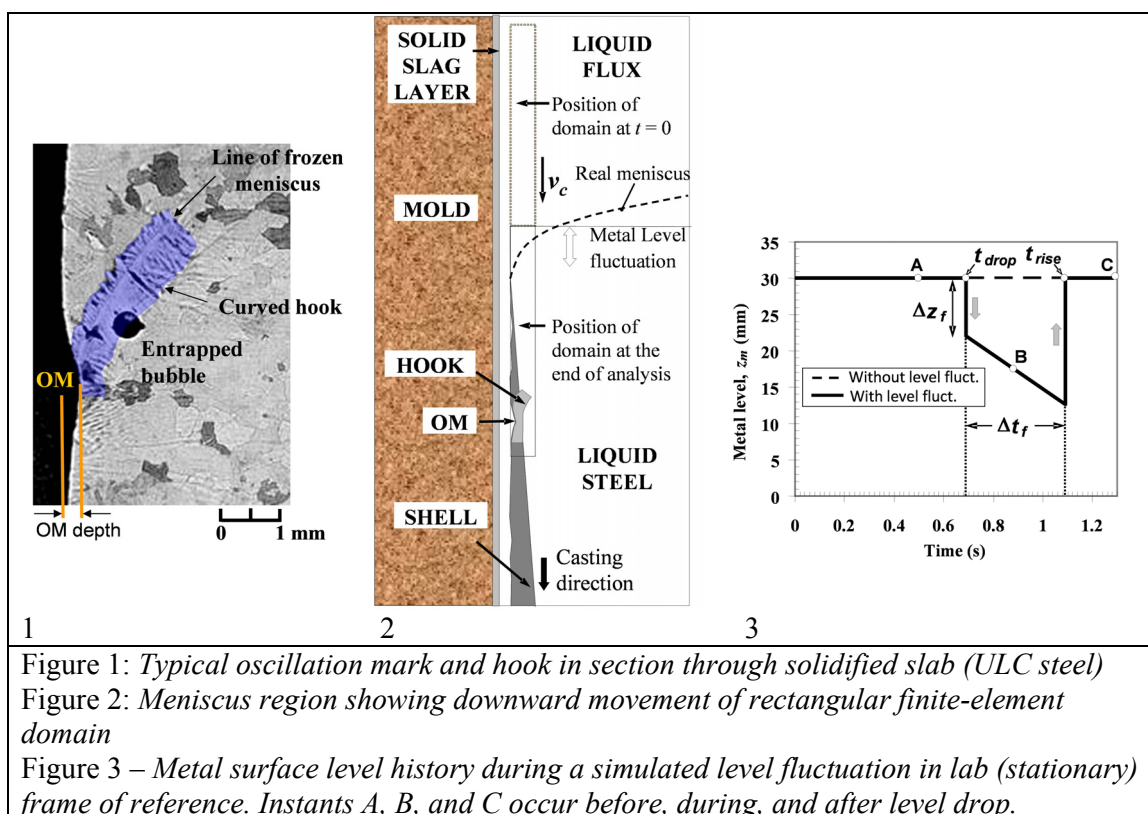 Line of frozen
meniscus
Curved hook
Entrapped
bubble
OM
OM depth
0 1 mm
1
SOLID
SLAG
LAYER
LIQUID
FLUX
Position of
domain at t = 0
v_c
Real meniscus
MOLD
Metal Level
fluctuation
Position of
domain at the
end of analysis
HOOK
OM
LIQUID
STEEL
SHELL
Casting
direction
2
35
30
25
20
15
10
5
0
Metal level, z_m (mm)
A
t_drop
t_rise
C
Δz_f
B
Without level fluct.
With level fluct.
Δt_f
0 0.2 0.4 0.6 0.8 1 1.2
Time (s)
3
Figure 1: Typical oscillation mark and hook in section through solidified slab (ULC steel)
Figure 2: Meniscus region showing downward movement of rectangular finite-element
domain
Figure 3 – Metal surface level history during a simulated level fluctuation in lab (stationary)
frame of reference. Instants A, B, and C occur before, during, and after level drop.